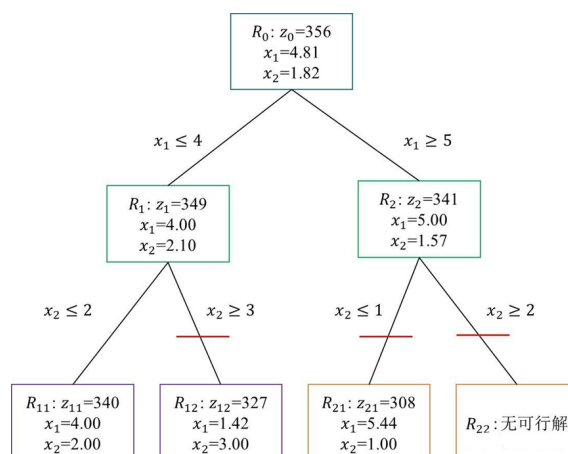 R₀: z₀=356
x₁=4.81
x₂=1.82
x₁ ≤ 4
x₁ ≥ 5
R₁: z₁=349
x₁=4.00
x₂=2.10
R₂: z₂=341
x₁=5.00
x₂=1.57
x₂ ≤ 2
x₂ ≥ 3
x₂ ≤ 1
x₂ ≥ 2
R₁₁: z₁₁=340
x₁=4.00
x₂=2.00
R₁₂: z₁₂=327
x₁=1.42
x₂=3.00
R₂₁: z₂₁=308
x₁=5.44
x₂=1.00
R₂₂: 无可行解